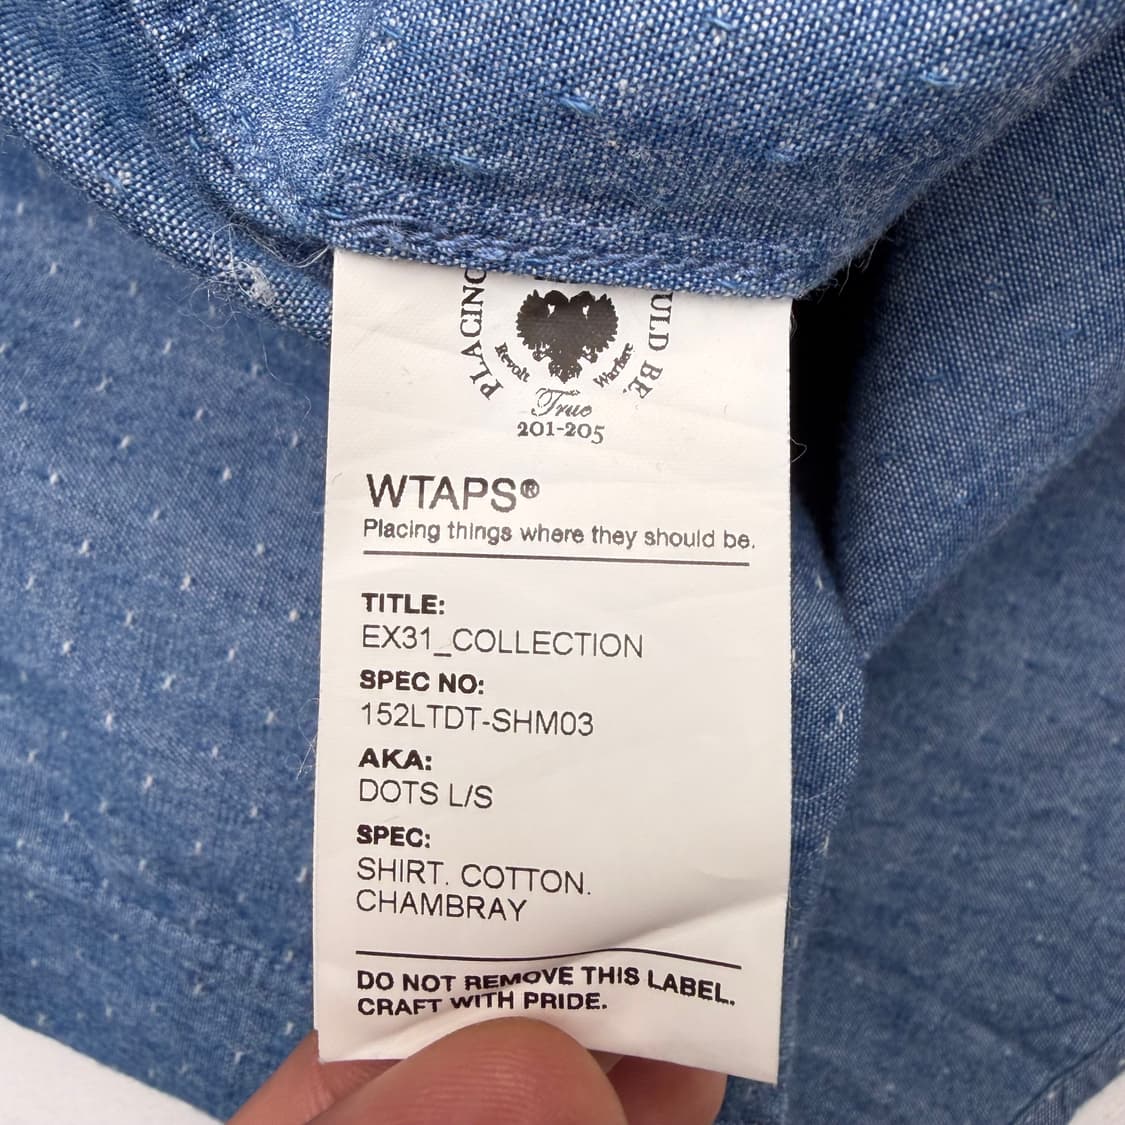 PLACING
ULD BE
Revolt Warfare
True
201-205
WTAPS®
Placing things where they should be.
TITLE:
EX31_COLLECTION
SPEC NO:
152LTDT-SHM03
AKA:
DOTS L/S
SPEC:
SHIRT. COTTON.
CHAMBRAY
DO NOT REMOVE THIS LABEL.
CRAFT WITH PRIDE.